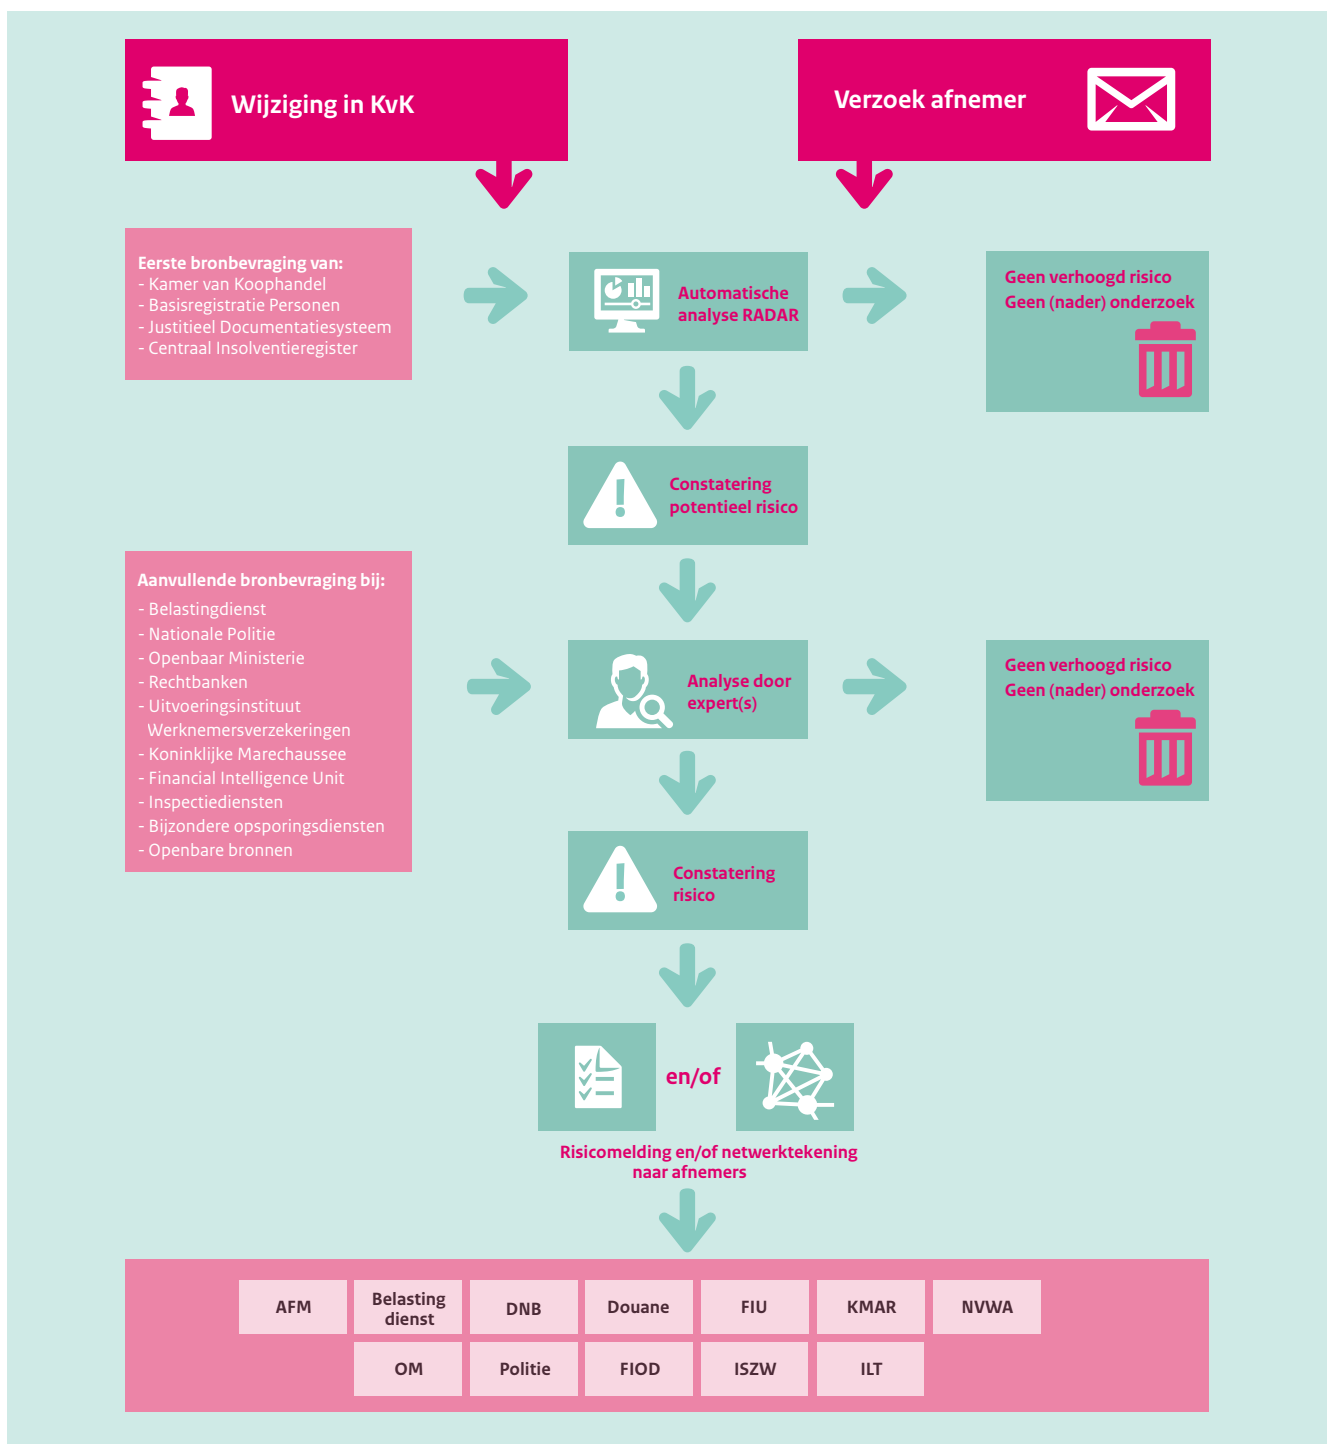 Wijziging in KvK
Verzoek afnemer
Eerste bronbevraging van:
- Kamer van Koophandel
- Basisregistratie Personen
- Justitieel Documentatiesysteem
- Centraal Insolventieregister
Automatische
analyse RADAR
Geen verhoogd risico
Geen (nader) onderzoek
Constatering
potentieel risico
Aanvullende bronbevraging bij:
- Belastingdienst
- Nationale Politie
- Openbaar Ministerie
- Rechtbanken
- Uitvoeringsinstituut
Werknemersverzekeringen
- Koninklijke Marechaussee
- Financial Intelligence Unit
- Inspectiediensten
- Bijzondere opsporingsdiensten
- Openbare bronnen
Analyse door
expert(s)
Geen verhoogd risico
Geen (nader) onderzoek
Constatering
risico
en/of
Risicomelding en/of netwerktekening
naar afnemers
AFM
Belasting
dienst
DNB
Douane
FIU
KMAR
NVWA
OM
Politie
FIOD
ISZW
ILT